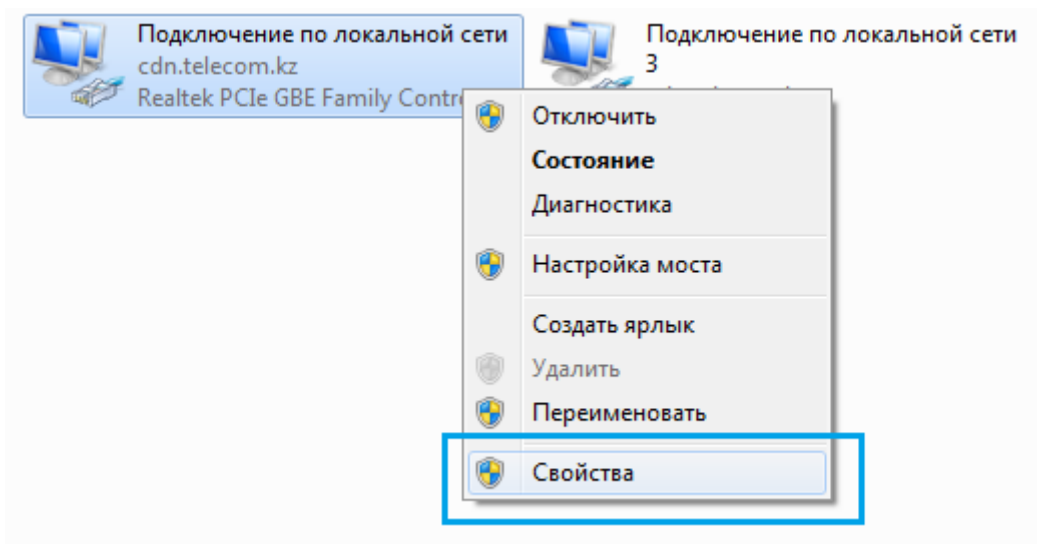 Подключение по локальной сети
cdn.telecom.kz
Realtek PCIe GBE Family
Подключение по локальной сети
3
Отключить
Состояние
Диагностика
Настройка моста
Создать ярлык
Удалить
Переименовать
Свойства